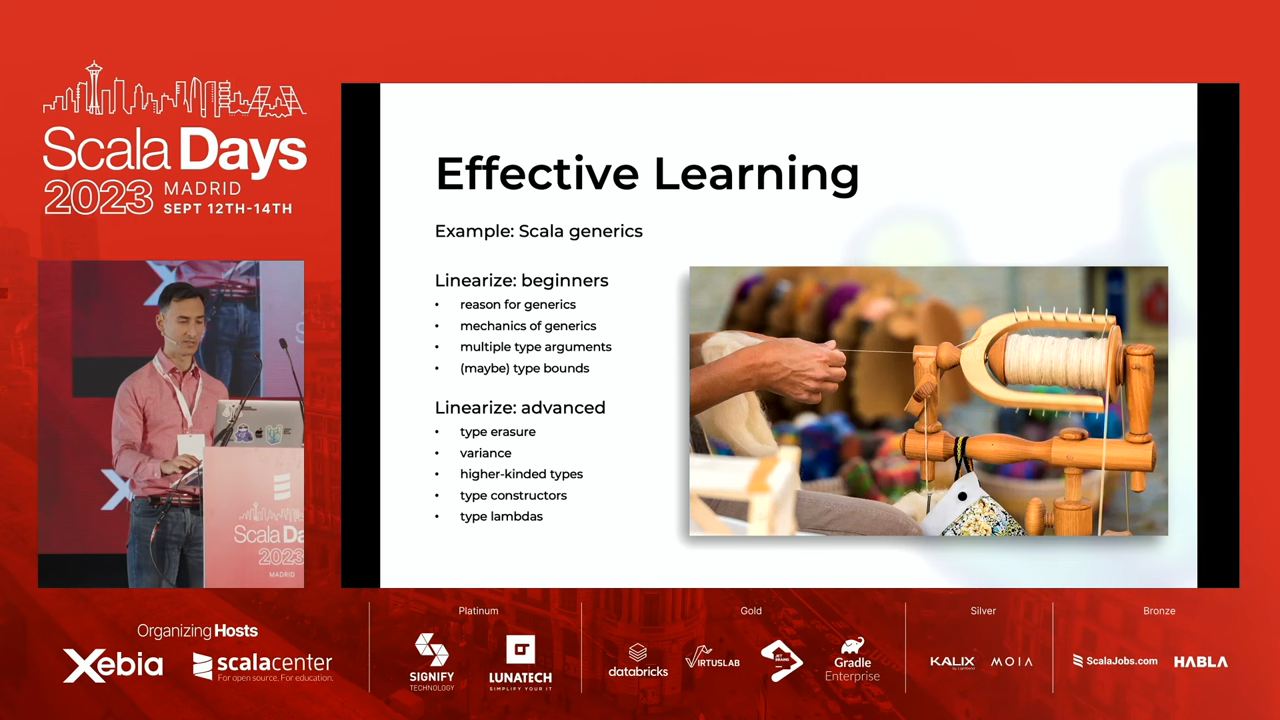 Scala Days
2023 MADRID
SEPT 12TH-14TH
Effective Learning
Example: Scala generics
Linearize: beginners
• reason for generics
• mechanics of generics
• multiple type arguments
• (maybe) type bounds
Linearize: advanced
• type erasure
• variance
• higher-kinded types
• type constructors
• type lambdas
Scala Da
2023
MADRID
Organizing Hosts
Xebia
scalacenter
For open source. For education.
Platinum
SIGNIFY
TECHNOLOGY
LUNATECH
SIMPLIFY YOUR IT
Gold
databricks
VIRTUSLAB
JET
BRAINS
Gradle
Enterprise
Silver
KALIX
MOIA
Bronze
ScalaJobs.com
HABLA